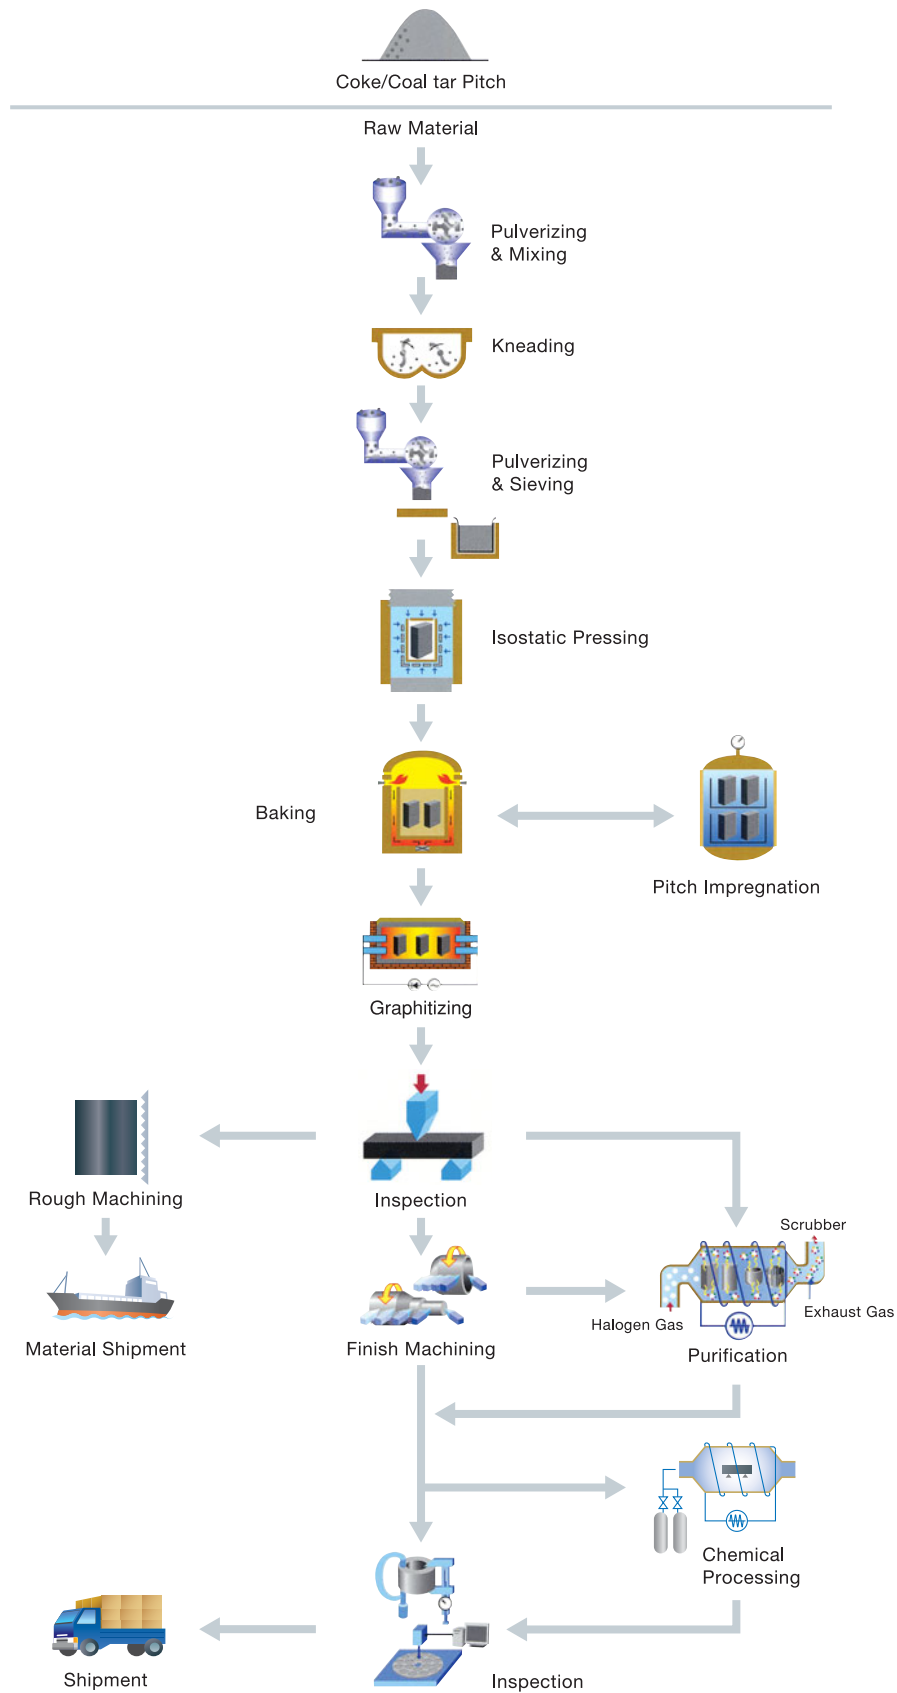 Coke/Coal tar Pitch
Raw Material
Pulverizing
& Mixing
Kneading
Pulverizing
& Sieving
Isostatic Pressing
Baking
Pitch Impregnation
Graphitizing
Rough Machining
Inspection
Scrubber
Halogen Gas
Exhaust Gas
Material Shipment
Finish Machining
Purification
Chemical
Processing
Shipment
Inspection